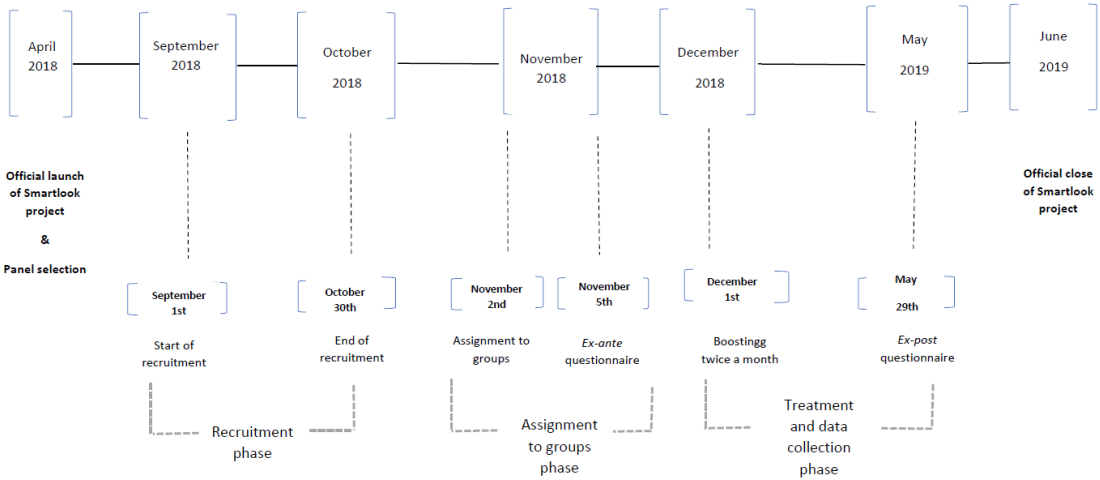 April
2018
September
2018
October
2018
November
2018
December
2018
May
2019
June
2019
Official launch
of Smartlook
project
&
Panel selection
Official close
of Smartlook
project
September
1st
October
30th
November
2nd
November
5th
December
1st
May
29th
Start of
recruitment
End of
recruitment
Assignment to
groups
Ex-ante
questionnaire
Boostingg
twice a month
Ex-post
questionnaire
Recruitment
phase
Assignment
to groups
phase
Treatment
and data
collection
phase